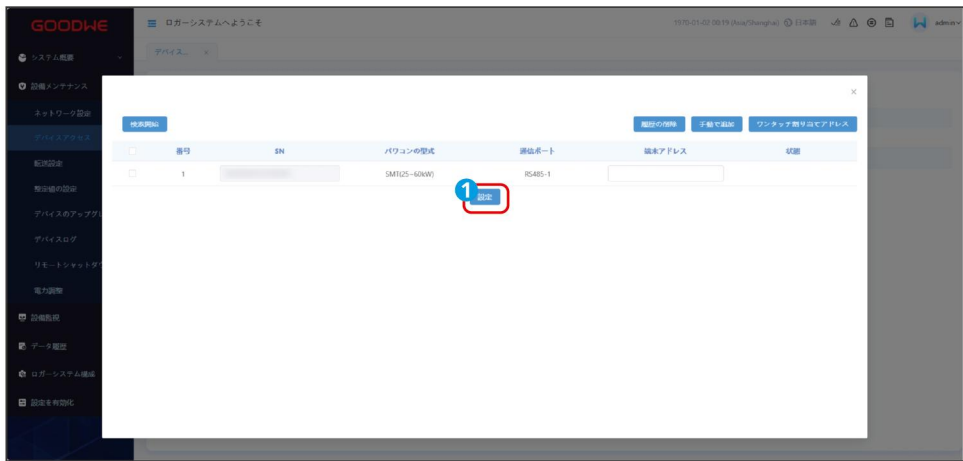 GOODWE
ロガーシステムへようこそ
1970-01-02 00:19 (Asia/Shanghai) 日本語 admin
システム概要
デバイス...
設備メンテナンス
ネットワーク設定
検索開始 履歴の削除 手動で追加 ワンタッチ割り当てアドレス
デバイスアクセス
番号 SN パワコンの型式 通信ポート 端末アドレス 状態
転送設定
1 SMT(25~60kW) RS485-1
整定値の設定
1 設定
デバイスのアップグ
デバイスログ
リモートシャットダ
電力調整
設備監視
データ履歴
ロガーシステム構成
設定を有効化